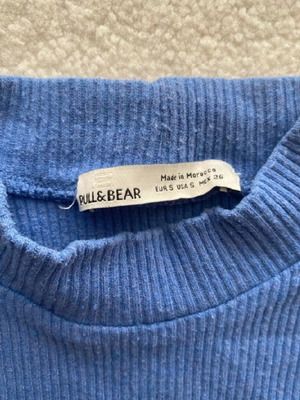 PULL&BEAR
Made in Morocco
EUR S USA S MEX 26